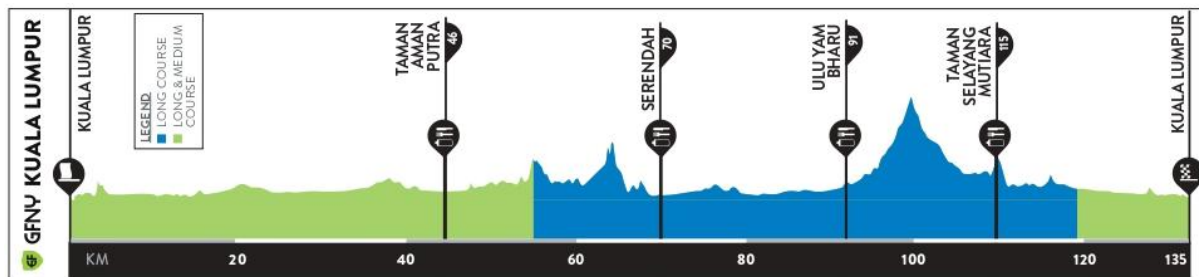 GF GFNY KUALA LUMPUR
KUALA LUMPUR
LEGEND
LONG COURSE
LONG & MEDIUM
COURSE
TAMAN
AMAN
PUTRA
46
SERENDAH
70
ULU YAM
BHARU
91
TAMAN
SELAYANG
MUTIARA
115
KUALA LUMPUR
KM 20 40 60 80 100 120 135